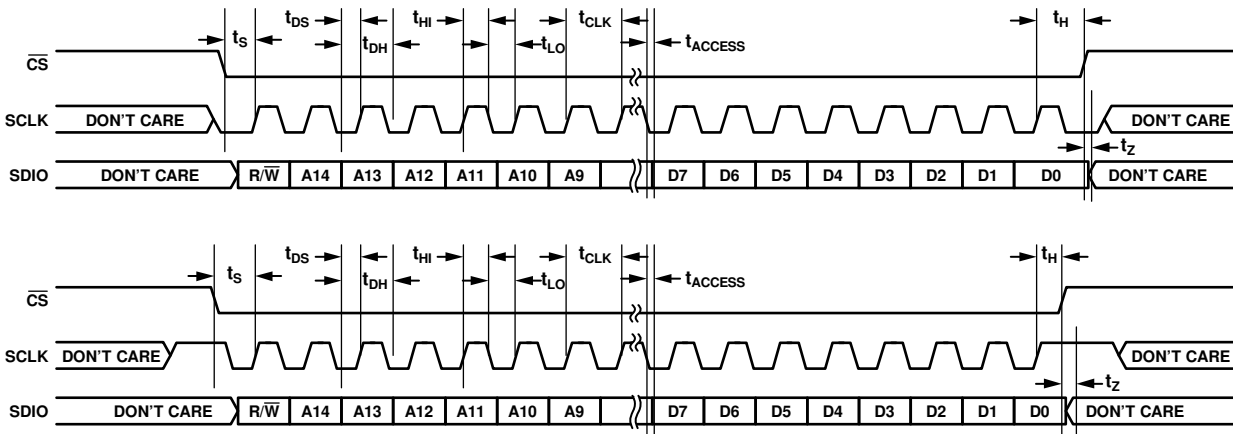 tDS tHI tCLK tH
tS tDH tLO tACCESS
CS
SCLK DON'T CARE DON'T CARE
tZ
SDIO DON'T CARE R/W A14 A13 A12 A11 A10 A9 D7 D6 D5 D4 D3 D2 D1 D0 DON'T CARE
tDS tHI tCLK tH
tS tDH tLO tACCESS
CS
SCLK DON'T CARE DON'T CARE
tZ
SDIO DON'T CARE R/W A14 A13 A12 A11 A10 A9 D7 D6 D5 D4 D3 D2 D1 D0 DON'T CARE